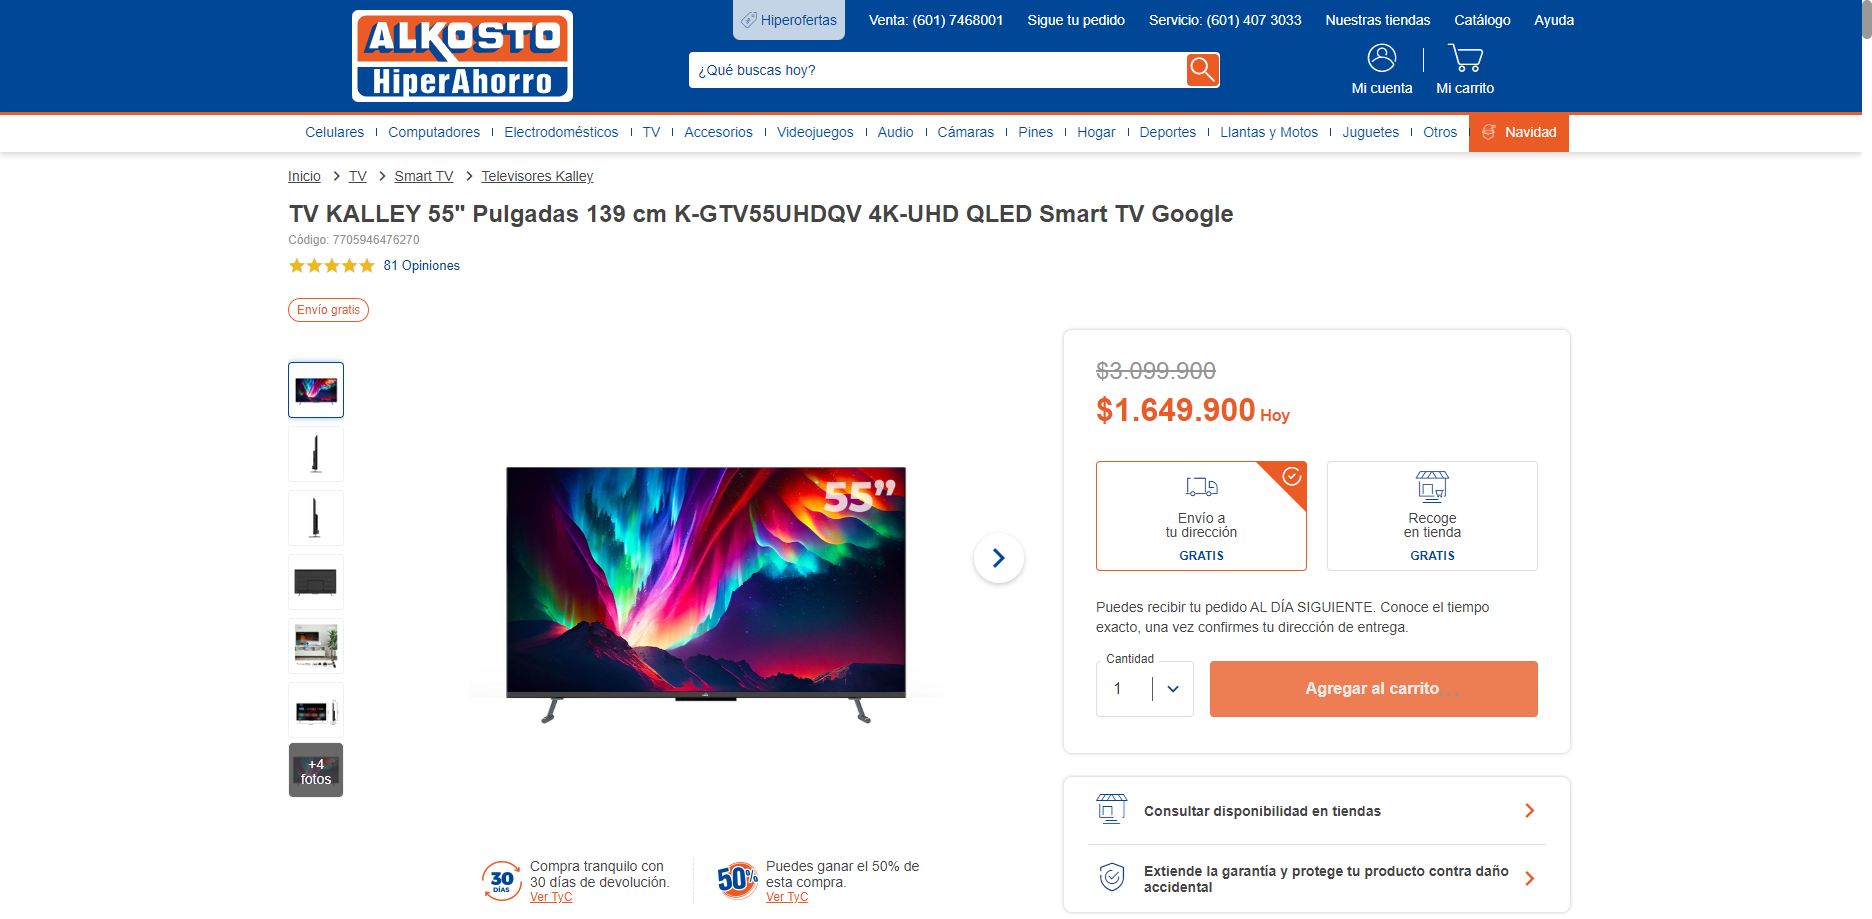 ALKOSTO
HiperAhorro
Hiperofertas
Venta: (601) 7468001
Sigue tu pedido
Servicio: (601) 407 3033
Nuestras tiendas
Catálogo
Ayuda
¿Qué buscas hoy?
Mi cuenta
Mi carrito
Celulares
Computadores
Electrodomésticos
TV
Accesorios
Videojuegos
Audio
Cámaras
Pines
Hogar
Deportes
Llantas y Motos
Juguetes
Otros
Navidad
Inicio
TV
Smart TV
Televisores Kalley
TV KALLEY 55" Pulgadas 139 cm K-GTV55UHDQV 4K-UHD QLED Smart TV Google
Código: 7705946476270
81 Opiniones
Envío gratis
+4
fotos
55”
$3.099.900
$1.649.900 Hoy
Envío a
tu dirección
GRATIS
Recoge
en tienda
GRATIS
Puedes recibir tu pedido AL DÍA SIGUIENTE. Conoce el tiempo
exacto, una vez confirmes tu dirección de entrega.
Cantidad
1
Agregar al carrito
Consultar disponibilidad en tiendas
Extiende la garantía y protege tu producto contra daño
accidental
30
DÍAS
Compra tranquilo con
30 días de devolución.
Ver TyC
50%
Puedes ganar el 50% de
esta compra.
Ver TyC